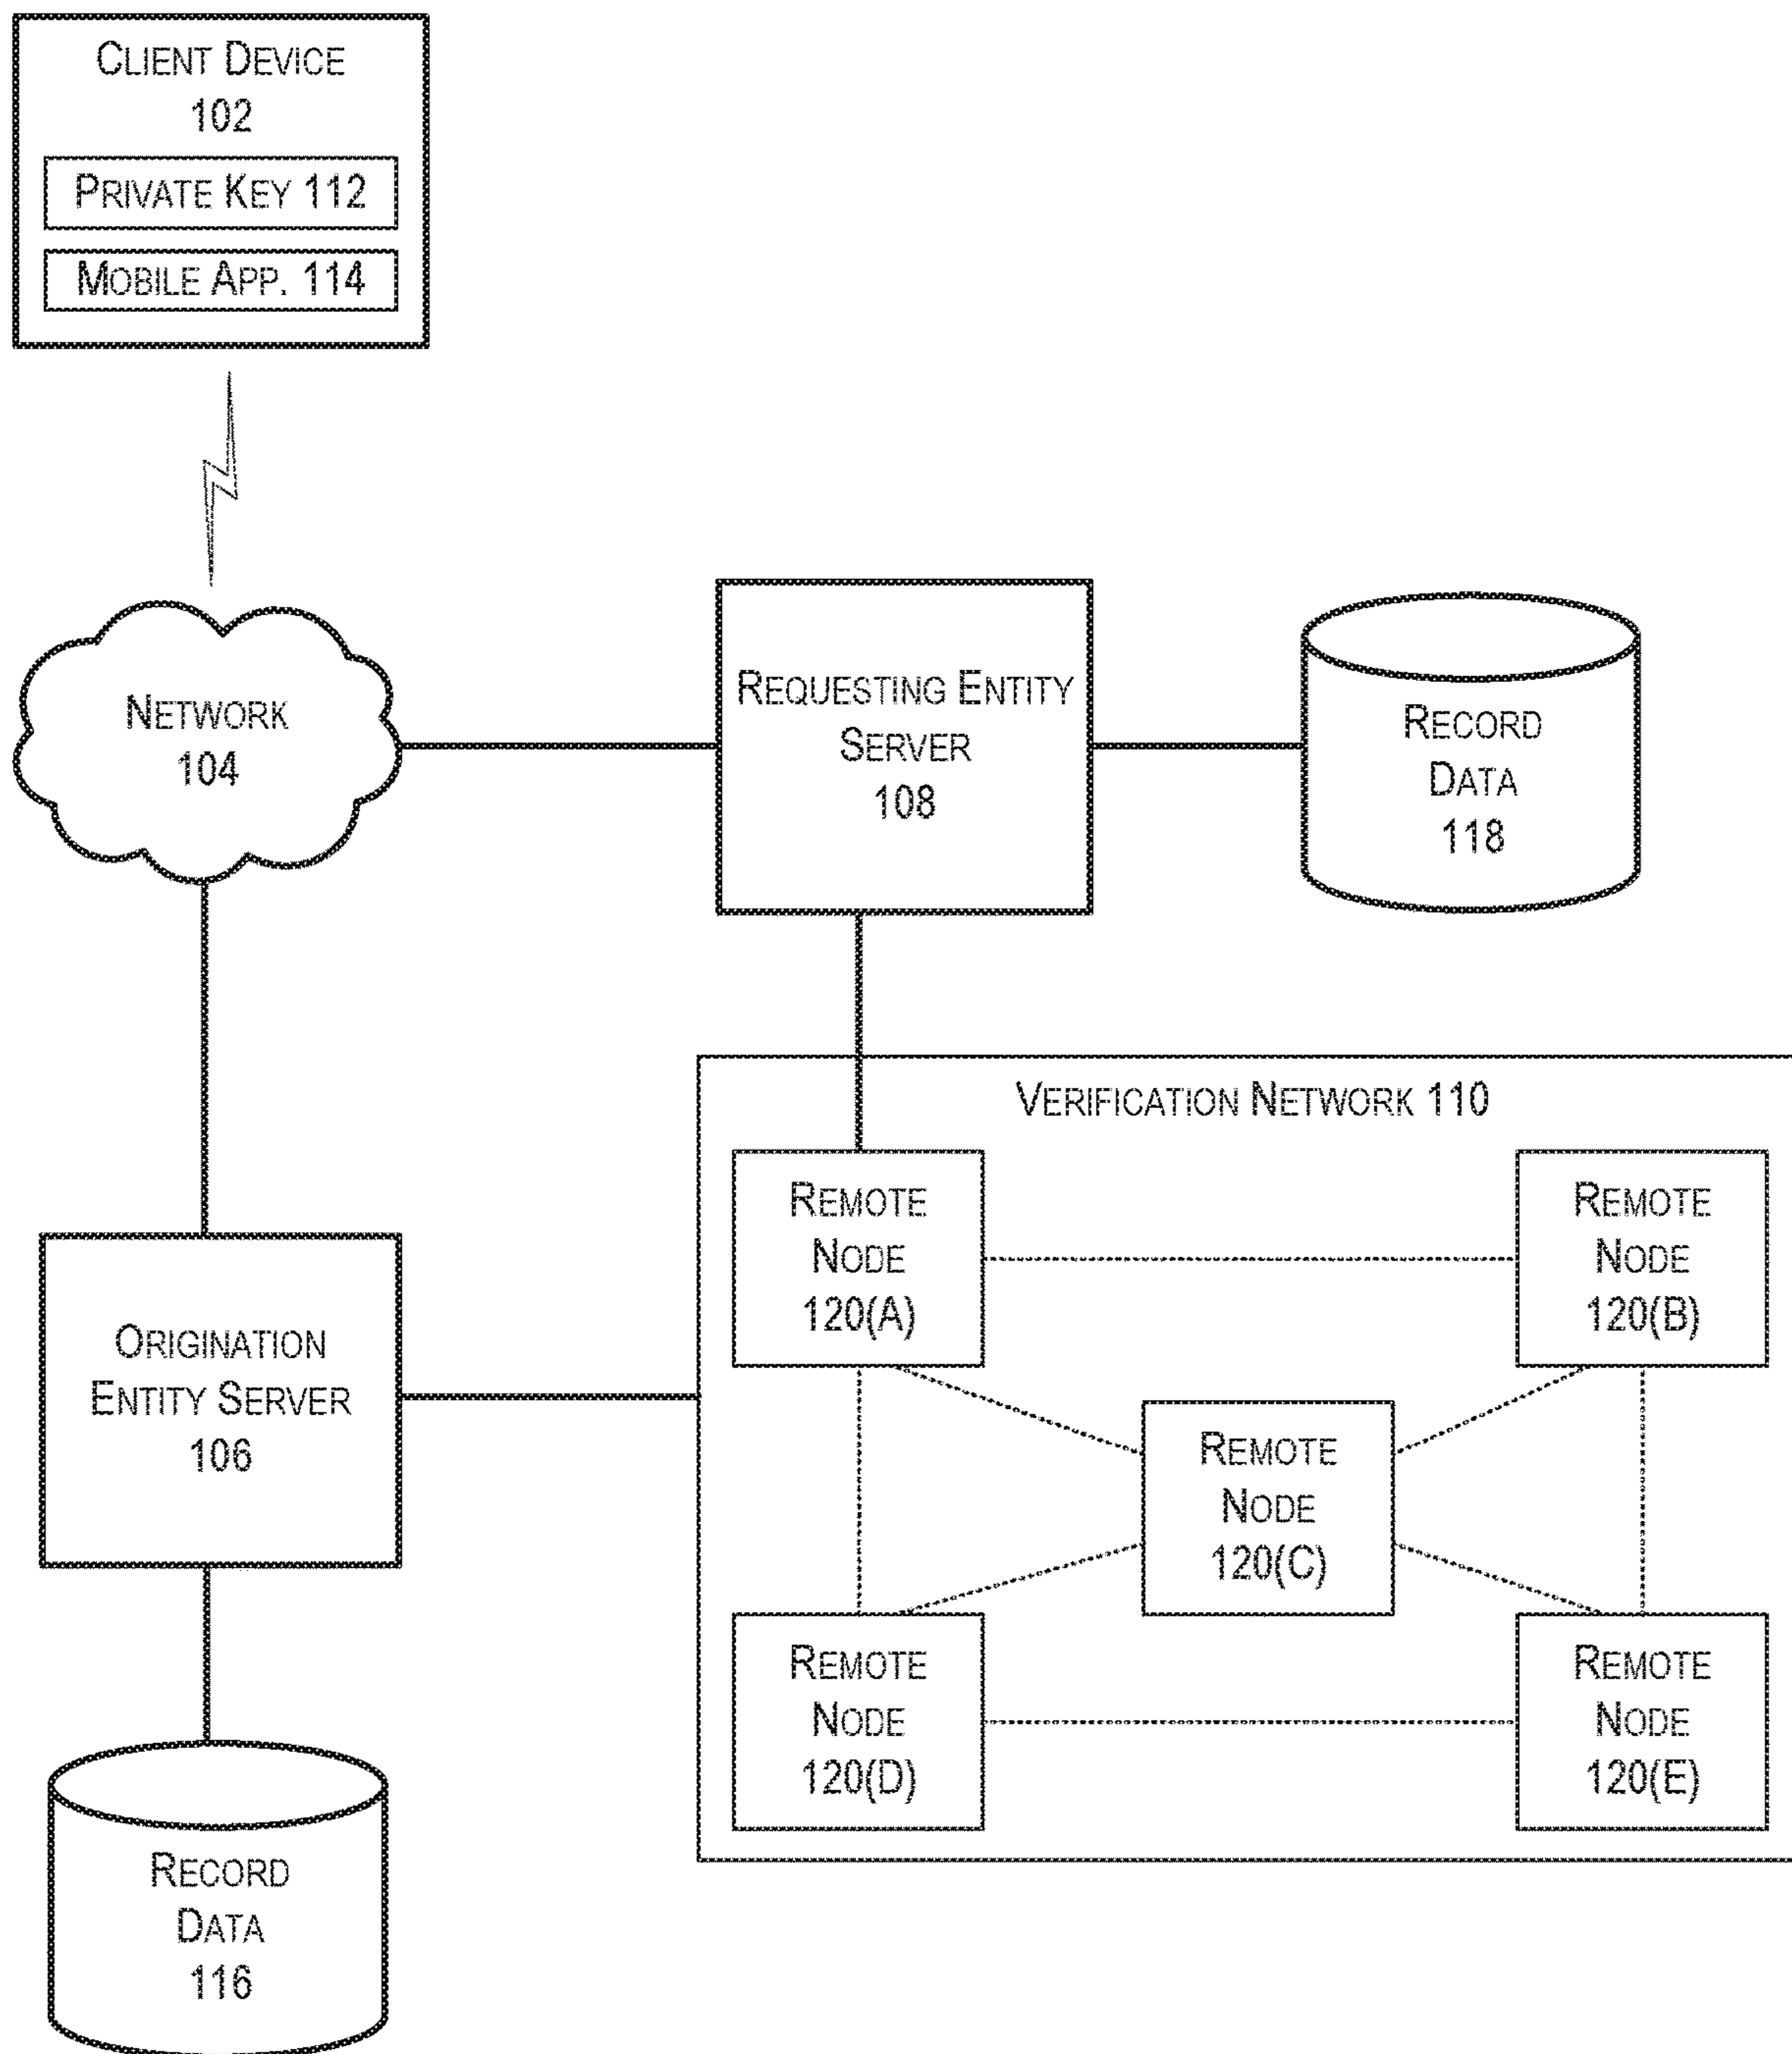 CLIENT DEVICE
102
PRIVATE KEY 112
MOBILE APP. 114
NETWORK
104
REQUESTING ENTITY
SERVER
108
RECORD
DATA
118
VERIFICATION NETWORK 110
REMOTE
NODE
120(A)
REMOTE
NODE
120(B)
ORIGINATION
ENTITY SERVER
106
REMOTE
NODE
120(C)
REMOTE
NODE
120(D)
REMOTE
NODE
120(E)
RECORD
DATA
116